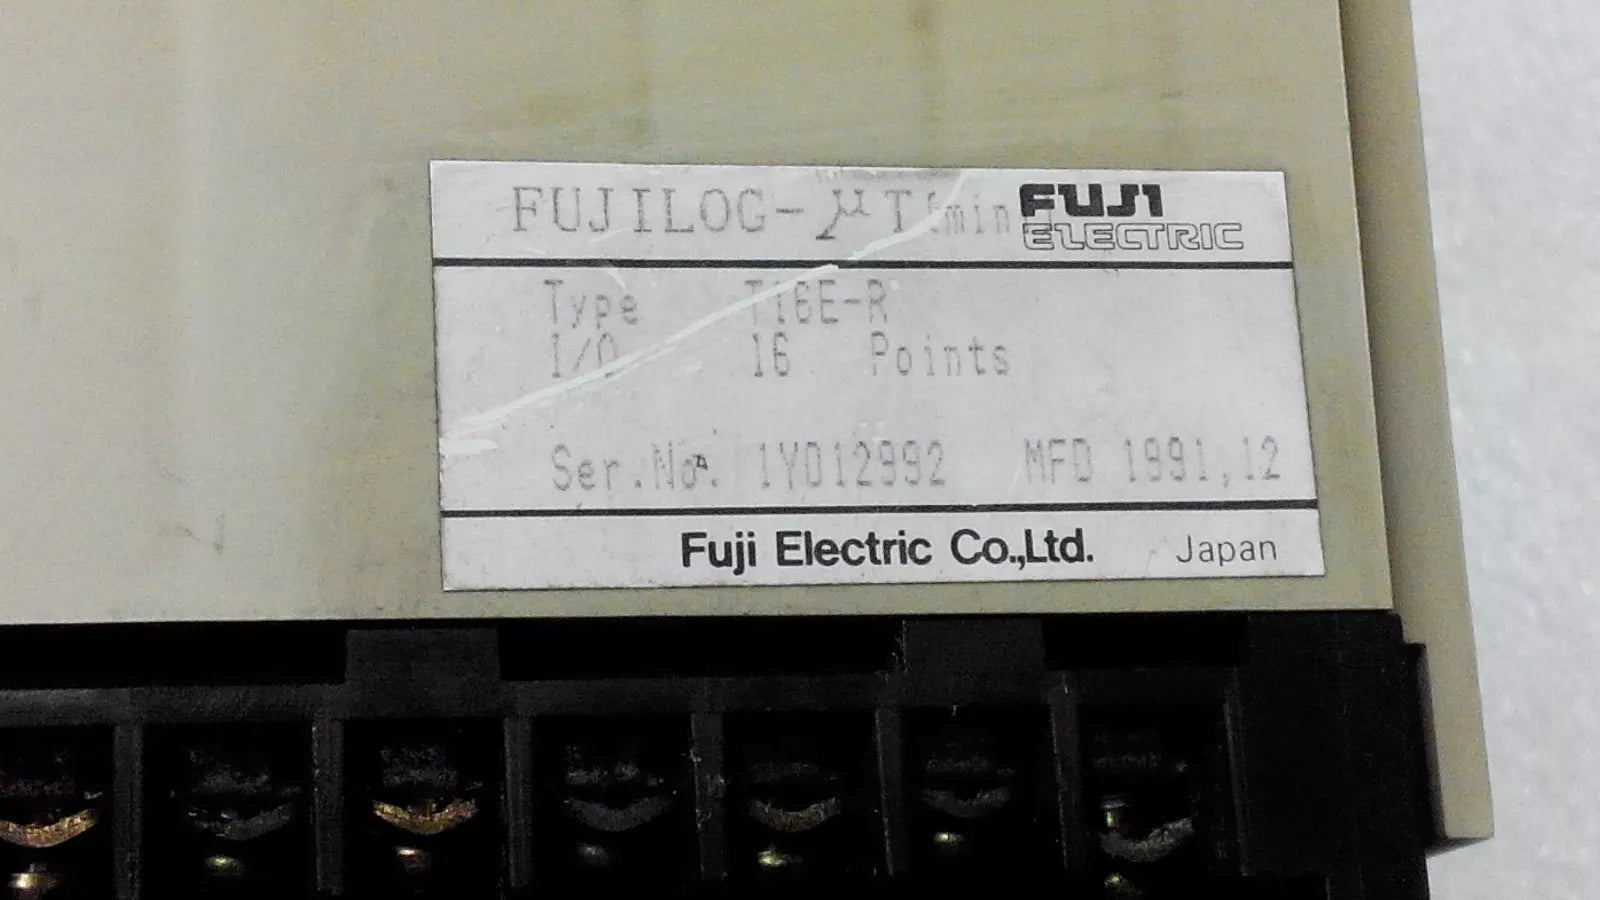 FUJILOG-μT(min FUJI ELECTRIC
Type T16E-R
I/O 16 Points
Ser.No. 1Y012992 MFD 1991,12
Fuji Electric Co.,Ltd. Japan